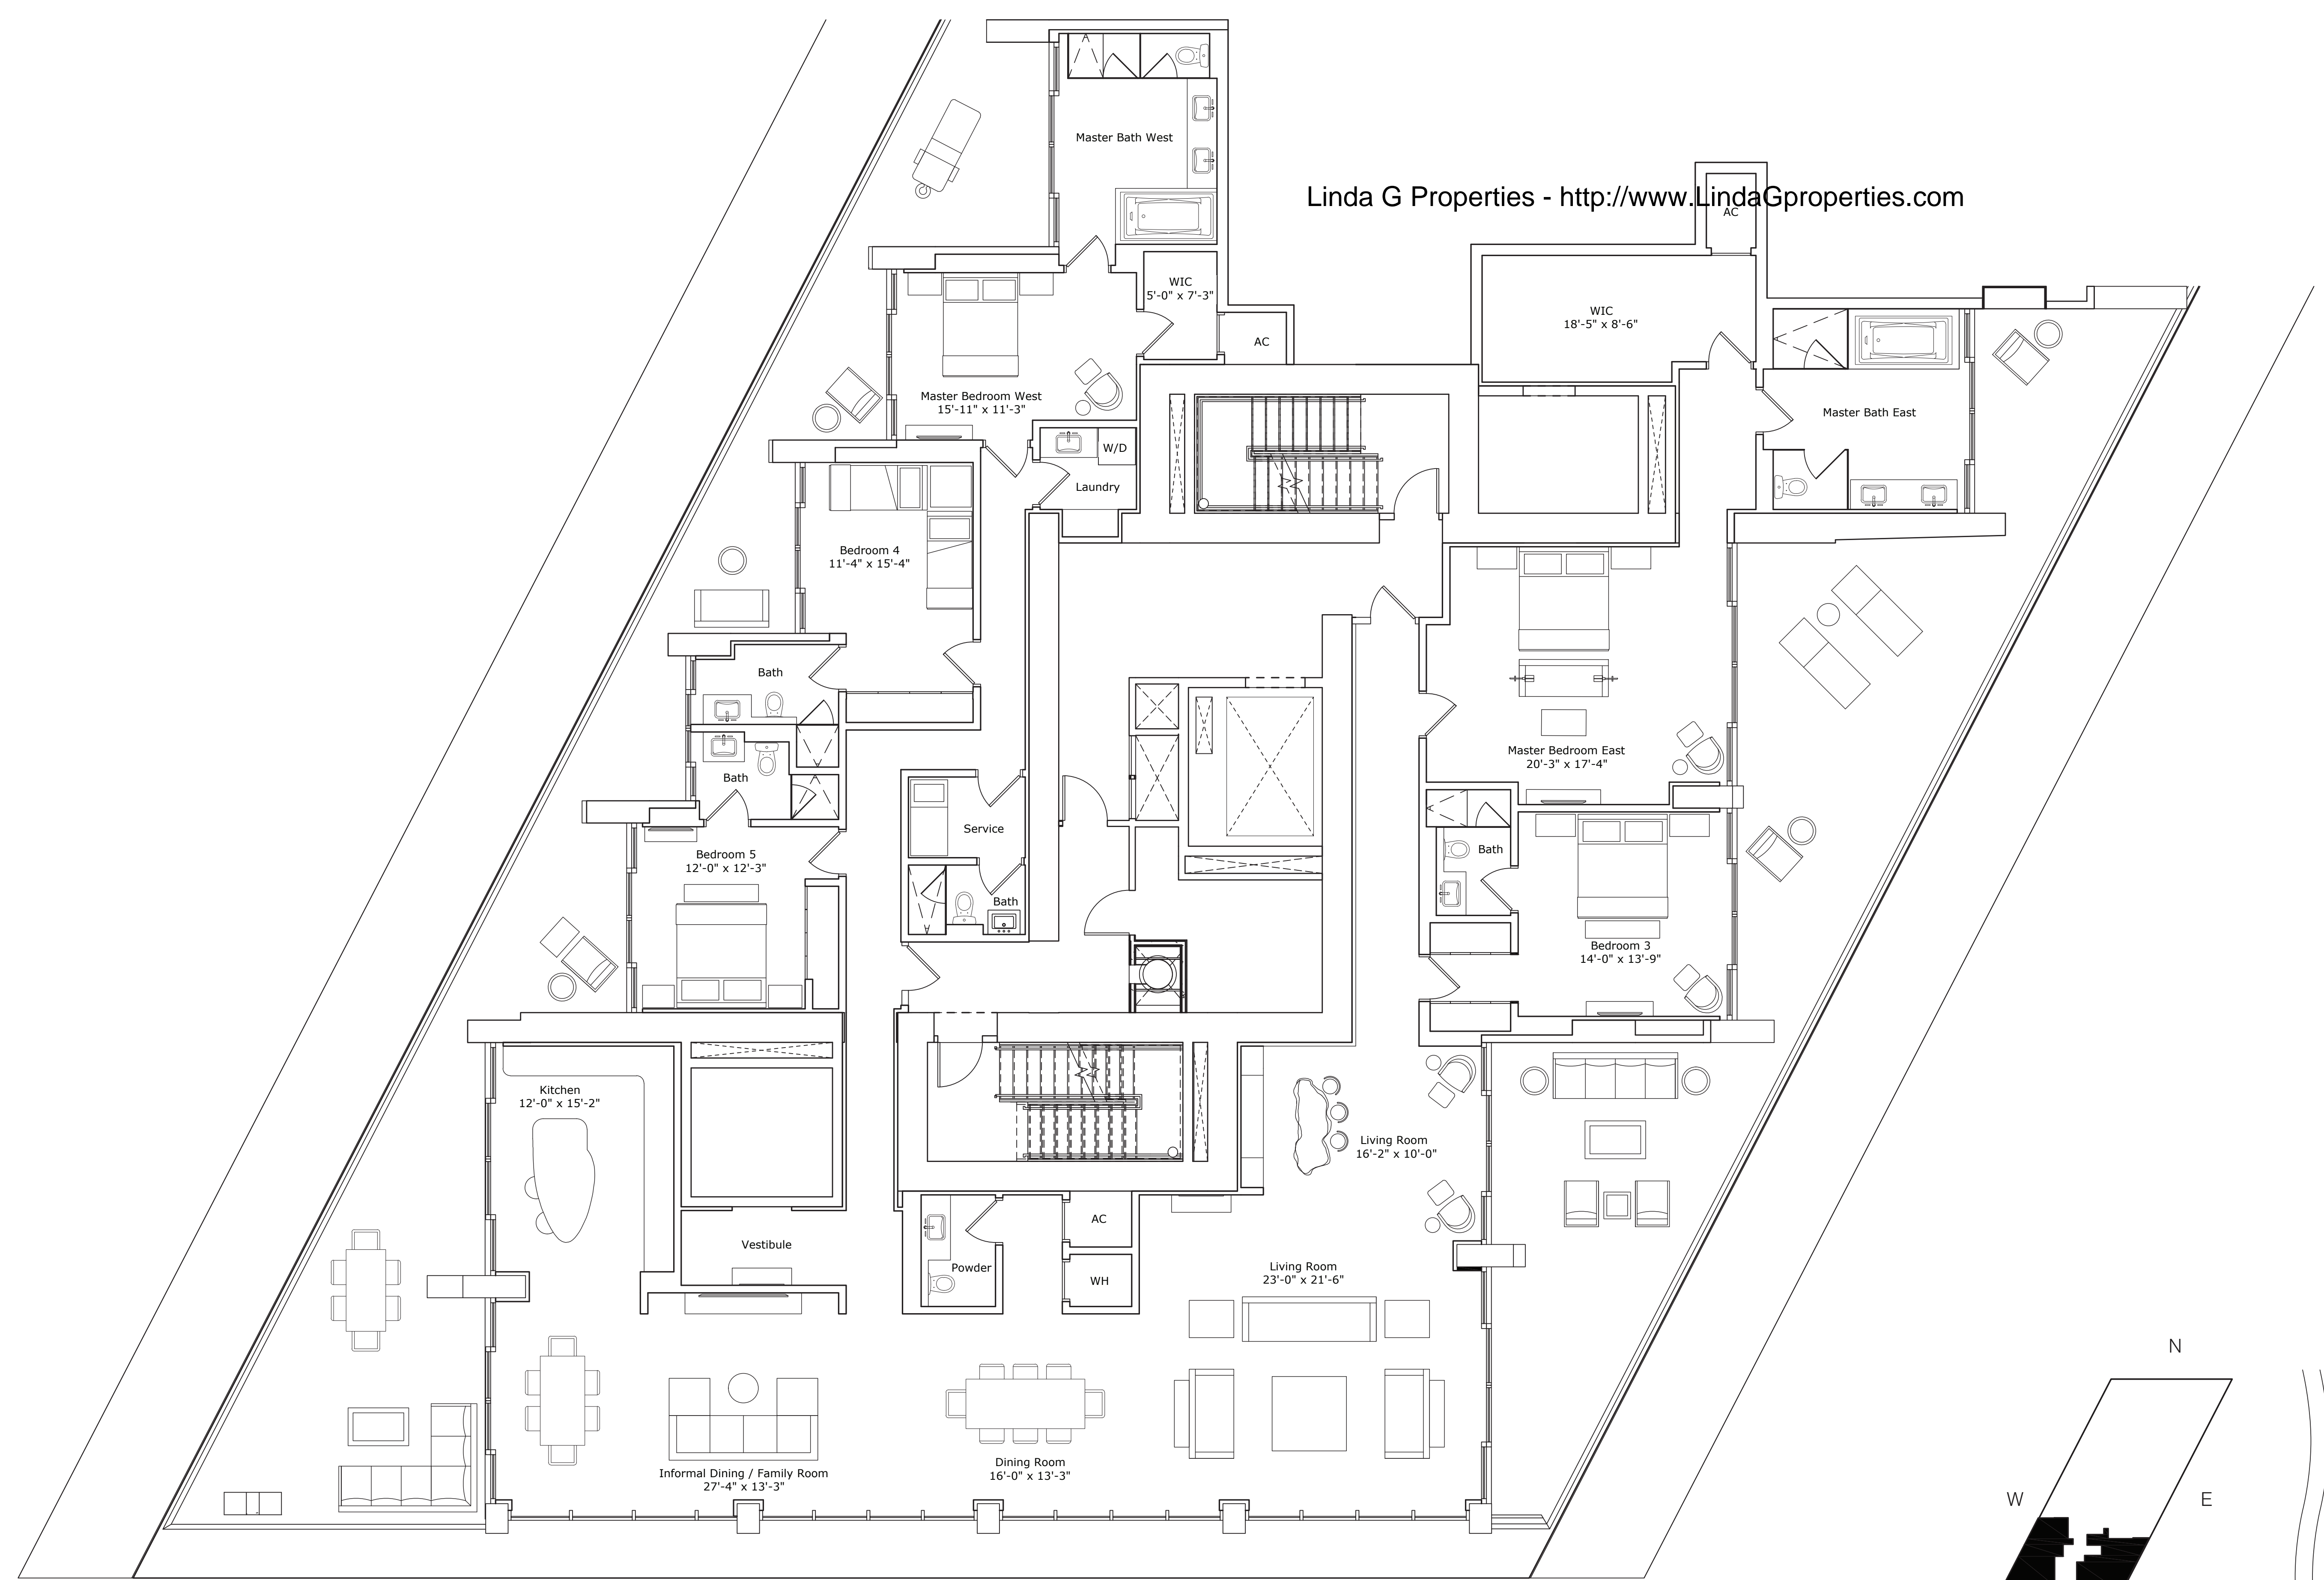 Master Bath West
Linda G Properties - http://www.LindaGproperties.com
AC
WIC
5'-0" x 7'-3"
AC
WIC
18'-5" x 8'-6"
Master Bedroom West
15'-11" x 11'-3"
Master Bath East
W/D
Laundry
Bedroom 4
11'-4" x 15'-4"
Bath
Bath
Master Bedroom East
20'-3" x 17'-4"
Service
Bedroom 5
12'-0" x 12'-3"
Bath
Bath
Bedroom 3
14'-0" x 13'-9"
Kitchen
12'-0" x 15'-2"
Living Room
16'-2" x 10'-0"
AC
Vestibule
Powder
WH
Living Room
23'-0" x 21'-6"
Dining Room
16'-0" x 13'-3"
Informal Dining / Family Room
27'-4" x 13'-3"
N
W
E